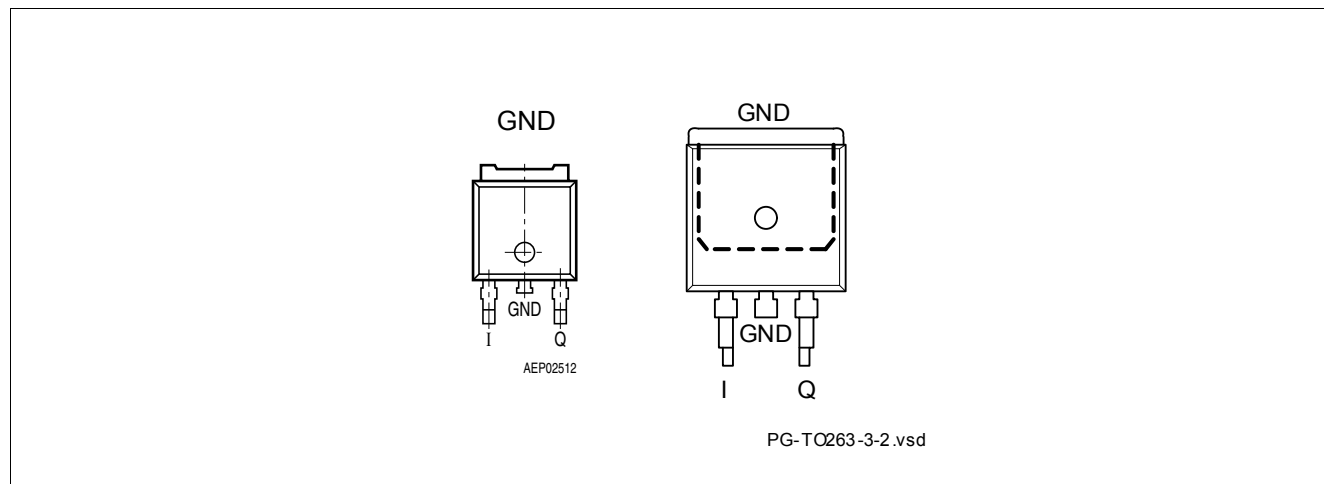 GND
GND
I
Q
AEP02512
GND
GND
I
Q
PG-TO263-3-2.vsd